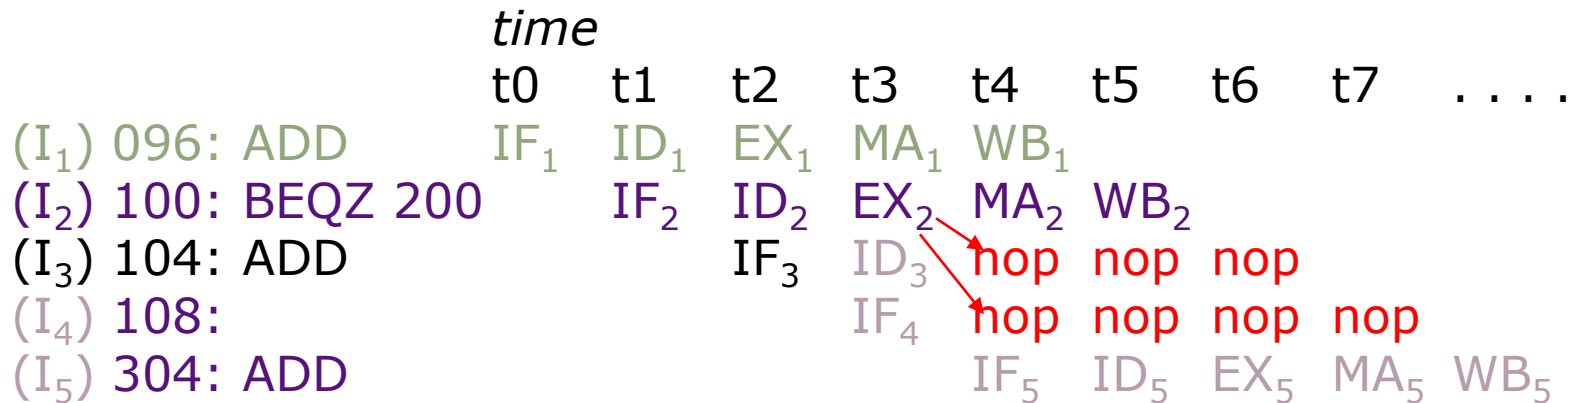 time
t0 t1 t2 t3 t4 t5 t6 t7 . . . .
(I₁) 096: ADD IF₁ ID₁ EX₁ MA₁ WB₁
(I₂) 100: BEQZ 200 IF₂ ID₂ EX₂ MA₂ WB₂
(I₃) 104: ADD IF₃ ID₃ nop nop nop
(I₄) 108: IF₄ nop nop nop nop
(I₅) 304: ADD IF₅ ID₅ EX₅ MA₅ WB₅